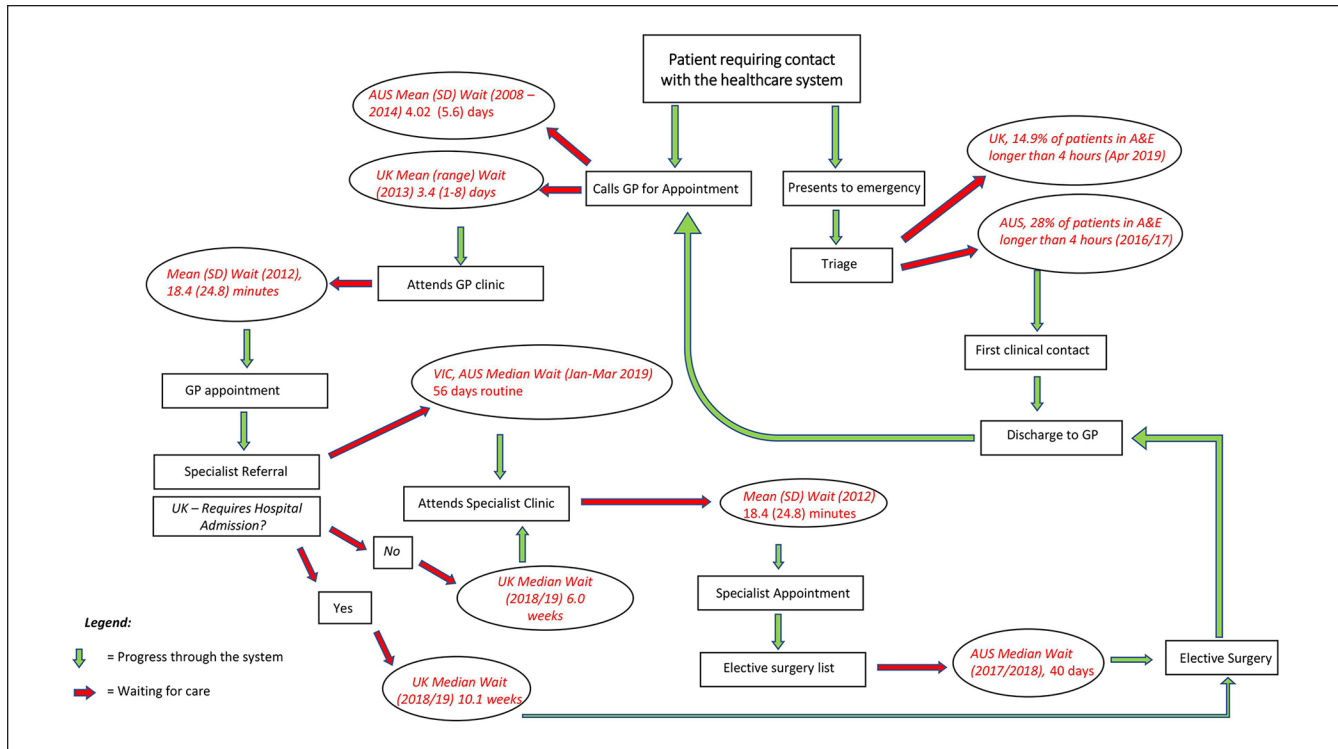 Patient requiring contact
with the healthcare system
AUS Mean (SD) Wait (2008 –
2014) 4.02 (5.6) days
UK, 14.9% of patients in A&E
longer than 4 hours (Apr 2019)
UK Mean (range) Wait
(2013) 3.4 (1-8) days
Calls GP for Appointment
Presents to emergency
AUS, 28% of patients in A&E
longer than 4 hours (2016/17)
Mean (SD) Wait (2012),
18.4 (24.8) minutes
Attends GP clinic
Triage
First clinical contact
GP appointment
VIC, AUS Median Wait (Jan-Mar 2019)
56 days routine
Discharge to GP
Specialist Referral
UK – Requires Hospital
Admission?
Attends Specialist Clinic
Mean (SD) Wait (2012)
18.4 (24.8) minutes
No
UK Median Wait
(2018/19) 6.0
weeks
Yes
Specialist Appointment
Legend:
= Progress through the system
= Waiting for care
UK Median Wait
(2018/19) 10.1 weeks
Elective surgery list
AUS Median Wait
(2017/2018), 40 days
Elective Surgery